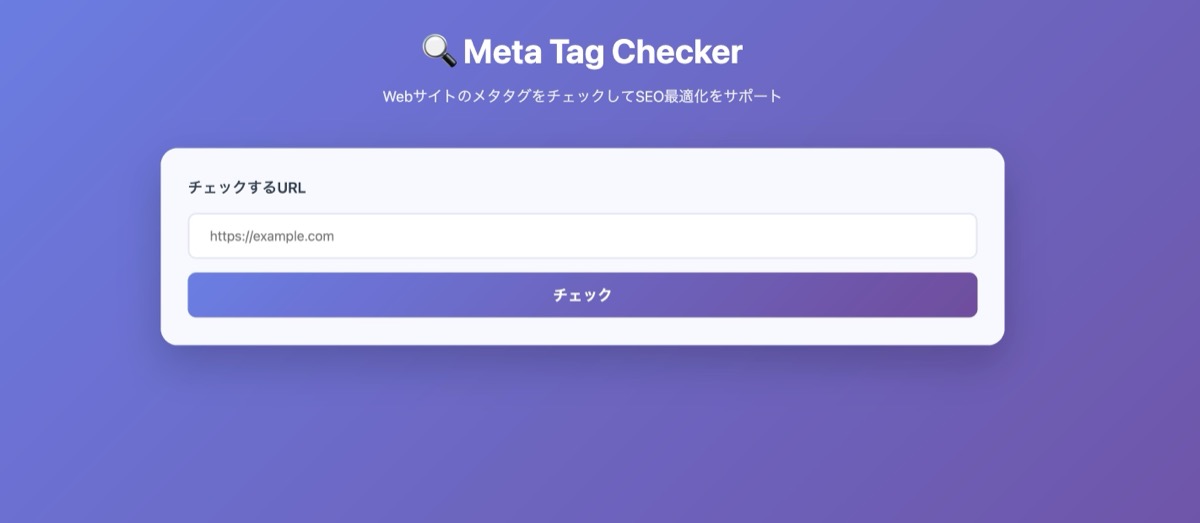 🔍 Meta Tag Checker
WebサイトのメタタグをチェックしてSEO最適化をサポート
チェックするURL
https://example.com
チェック